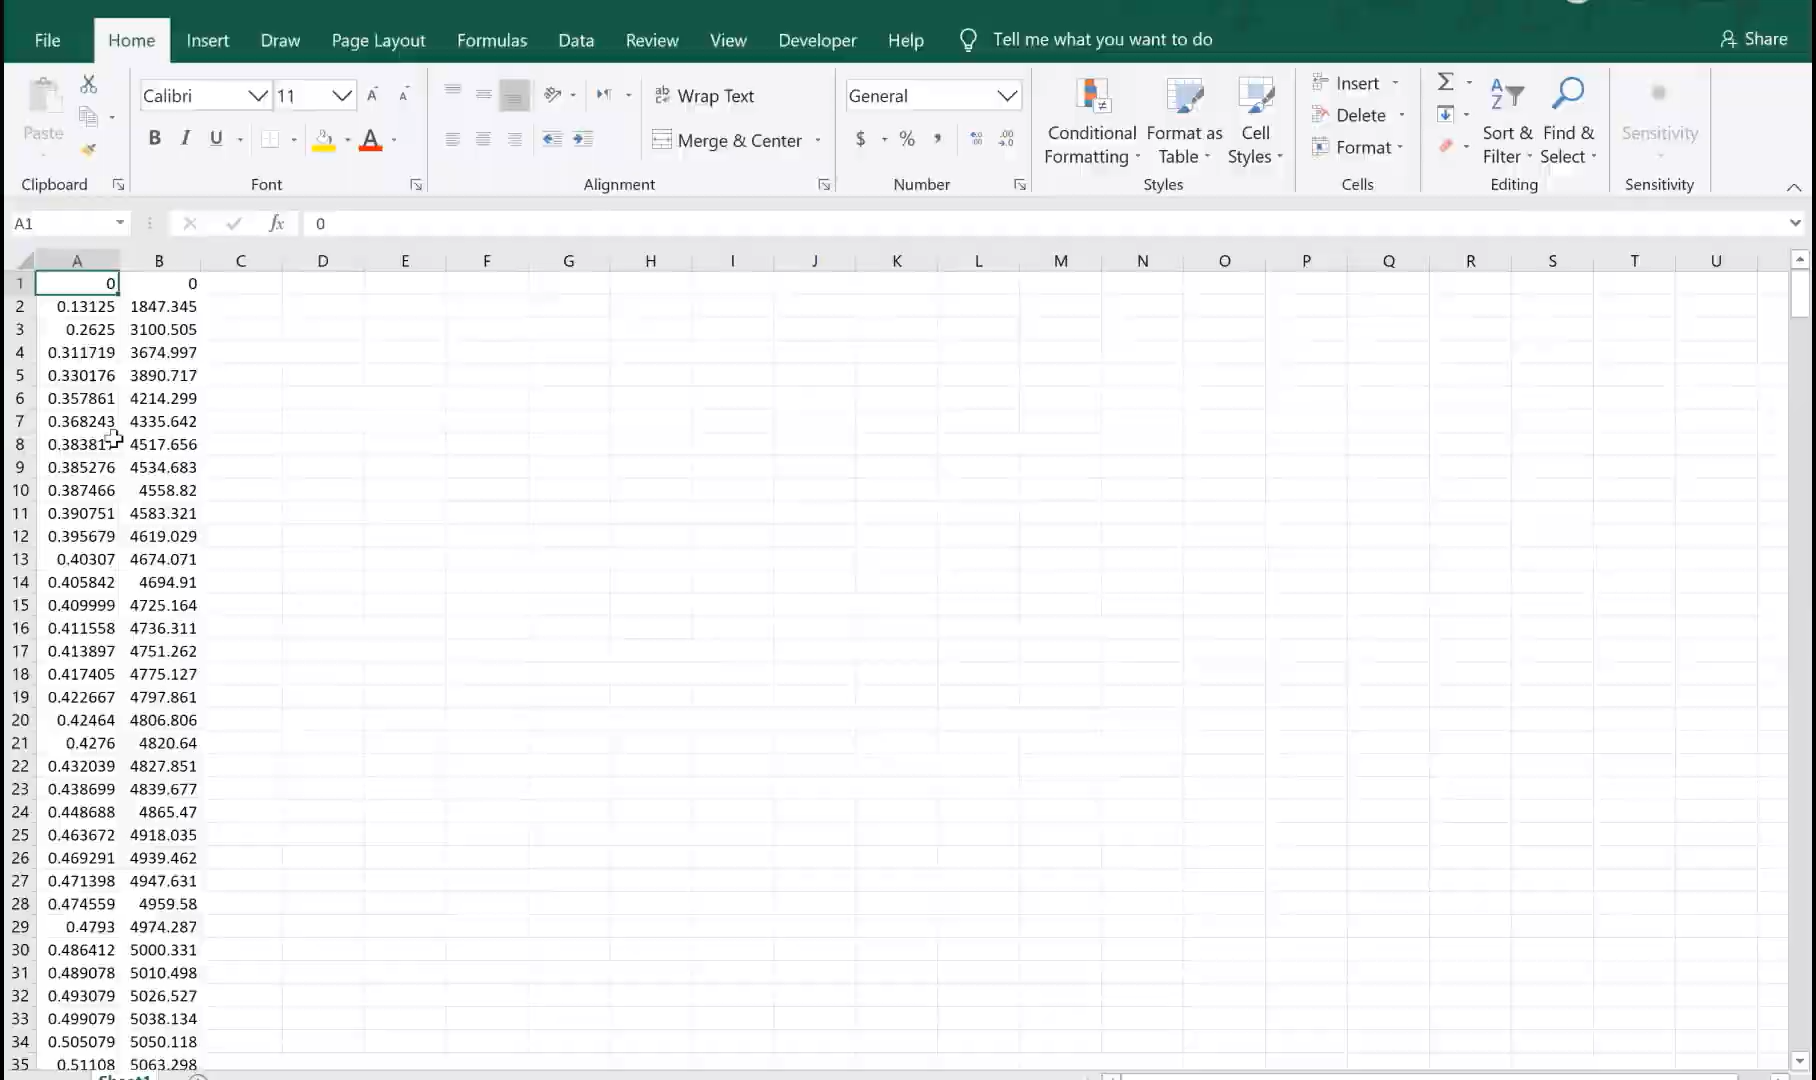 File Home Insert Draw Page Layout Formulas Data Review View Developer Help Tell me what you want to do Share
Paste Calibri 11 A A Wrap Text General Conditional Formatting Format as Table Cell Styles Insert Delete Format Sort & Filter Find & Select Sensitivity
B I U A Merge & Center $ %
Clipboard Font Alignment Number Styles Cells Editing Sensitivity
A1 fx 0
A B C D E F G H I J K L M N O P Q R S T U
1 0 0
2 0.13125 1847.345
3 0.2625 3100.505
4 0.311719 3674.997
5 0.330176 3890.717
6 0.357861 4214.299
7 0.368243 4335.642
8 4517.656
9 0.385276 4534.683
10 0.387466 4558.82
11 0.390751 4583.321
12 0.395679 4619.029
13 0.40307 4674.071
14 0.405842 4694.91
15 0.409999 4725.164
16 0.411558 4736.311
17 0.413897 4751.262
18 0.417405 4775.127
19 0.422667 4797.861
20 0.42464 4806.806
21 0.4276 4820.64
22 0.432039 4827.851
23 0.438699 4839.677
24 0.448688 4865.47
25 0.463672 4918.035
26 0.469291 4939.462
27 0.471398 4947.631
28 0.474559 4959.58
29 0.4793 4974.287
30 0.486412 5000.331
31 0.489078 5010.498
32 0.493079 5026.527
33 0.499079 5038.134
34 0.505079 5050.118
35 0.51108 5063.298
Sheet1